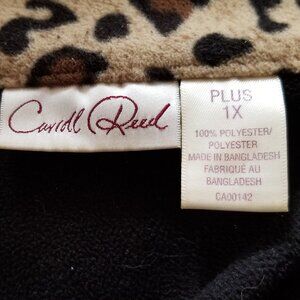 Carroll Reed
PLUS
1X
100% POLYESTER/
POLYESTER
MADE IN BANGLADESH
FABRIQUÉ AU
BANGLADESH
CA00142